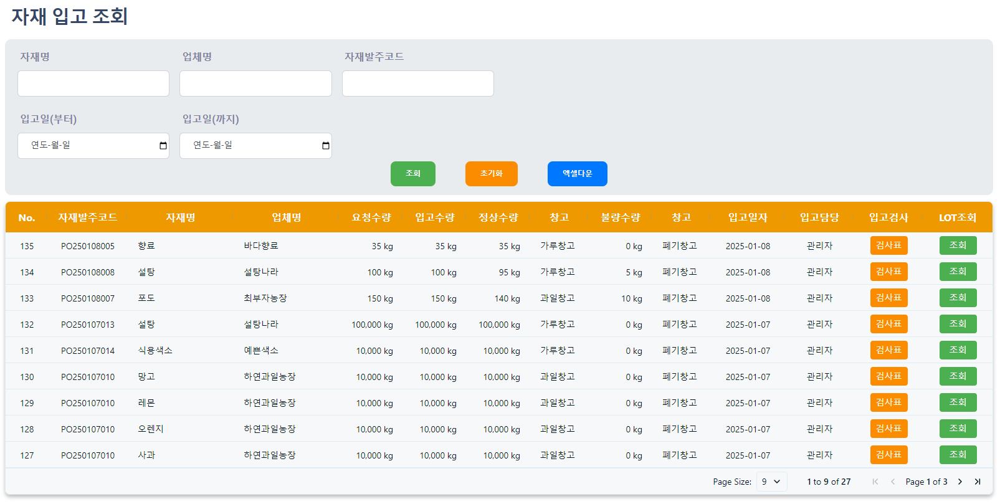 자재 입고 조회
자재명 업체명 자재발주코드
입고일(부터) 입고일(까지)
연도-월-일 연도-월-일
조회 초기화 엑셀다운
No. 자재발주코드 자재명 업체명 요청수량 입고수량 정상수량 창고 불량수량 창고 입고일자 입고담당 입고검사 LOT조회
135 PO250108005 향료 바다향료 35 kg 35 kg 35 kg 가루창고 0 kg 폐기창고 2025-01-08 관리자 검사표 조회
134 PO250108008 설탕 설탕나라 100 kg 100 kg 95 kg 가루창고 5 kg 폐기창고 2025-01-08 관리자 검사표 조회
133 PO250108007 포도 최부자농장 150 kg 150 kg 140 kg 과일창고 10 kg 폐기창고 2025-01-08 관리자 검사표 조회
132 PO250107013 설탕 설탕나라 100,000 kg 100,000 kg 100,000 kg 가루창고 0 kg 폐기창고 2025-01-07 관리자 검사표 조회
131 PO250107014 식용색소 예쁜색소 10,000 kg 10,000 kg 10,000 kg 가루창고 0 kg 폐기창고 2025-01-07 관리자 검사표 조회
130 PO250107010 망고 하연과일농장 10,000 kg 10,000 kg 10,000 kg 과일창고 0 kg 폐기창고 2025-01-07 관리자 검사표 조회
129 PO250107010 레몬 하연과일농장 10,000 kg 10,000 kg 10,000 kg 과일창고 0 kg 폐기창고 2025-01-07 관리자 검사표 조회
128 PO250107010 오렌지 하연과일농장 10,000 kg 10,000 kg 10,000 kg 과일창고 0 kg 폐기창고 2025-01-07 관리자 검사표 조회
127 PO250107010 사과 하연과일농장 10,000 kg 10,000 kg 10,000 kg 과일창고 0 kg 폐기창고 2025-01-07 관리자 검사표 조회
Page Size: 9 1 to 9 of 27 Page 1 of 3